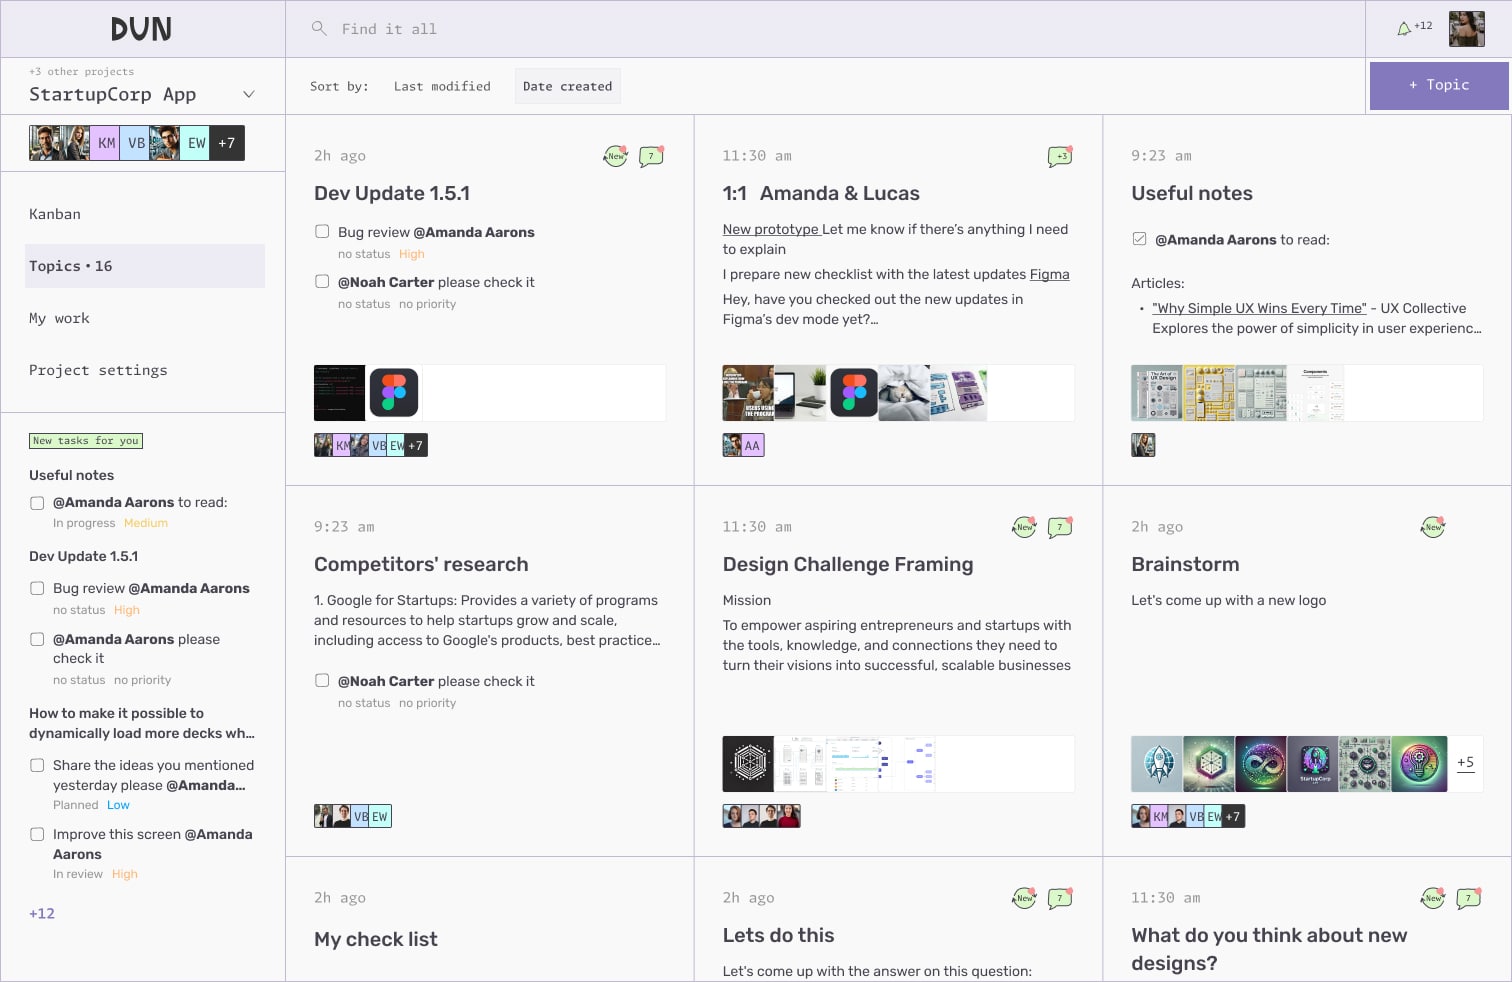 DUN
Find it all
+12
+3 other projects
StartupCorp App
Sort by:
Last modified
Date created
+ Topic
KM
VB
EW
+7
Kanban
Topics • 16
My work
Project settings
New tasks for you
Useful notes
@Amanda Aarons to read:
In progress Medium
Dev Update 1.5.1
Bug review @Amanda Aarons
no status High
@Amanda Aarons please
check it
no status no priority
How to make it possible to
dynamically load more decks wh...
Share the ideas you mentioned
yesterday please @Amanda...
Planned Low
Improve this screen @Amanda
Aarons
In review High
+12
2h ago
New
7
Dev Update 1.5.1
Bug review @Amanda Aarons
no status High
@Noah Carter please check it
no status no priority
KM
VB
EW
+7
11:30 am
+3
1:1 Amanda & Lucas
New prototype Let me know if there’s anything I need
to explain
I prepare new checklist with the latest updates Figma
Hey, have you checked out the new updates in
Figma’s dev mode yet?...
USERS USING
THE PROGRAM
AA
9:23 am
Useful notes
@Amanda Aarons to read:
Articles:
• "Why Simple UX Wins Every Time" - UX Collective
Explores the power of simplicity in user experienc...
UX Design
Components
9:23 am
Competitors' research
1. Google for Startups: Provides a variety of programs
and resources to help startups grow and scale,
including access to Google's products, best practice...
@Noah Carter please check it
no status no priority
VB
EW
11:30 am
New
7
Design Challenge Framing
Mission
To empower aspiring entrepreneurs and startups with
the tools, knowledge, and connections they need to
turn their visions into successful, scalable businesses
2h ago
New
Brainstorm
Let's come up with a new logo
StartupCorp
+5
KM
VB
EW
+7
2h ago
My check list
2h ago
New
7
Lets do this
Let's come up with the answer on this question:
11:30 am
New
7
What do you think about new
designs?